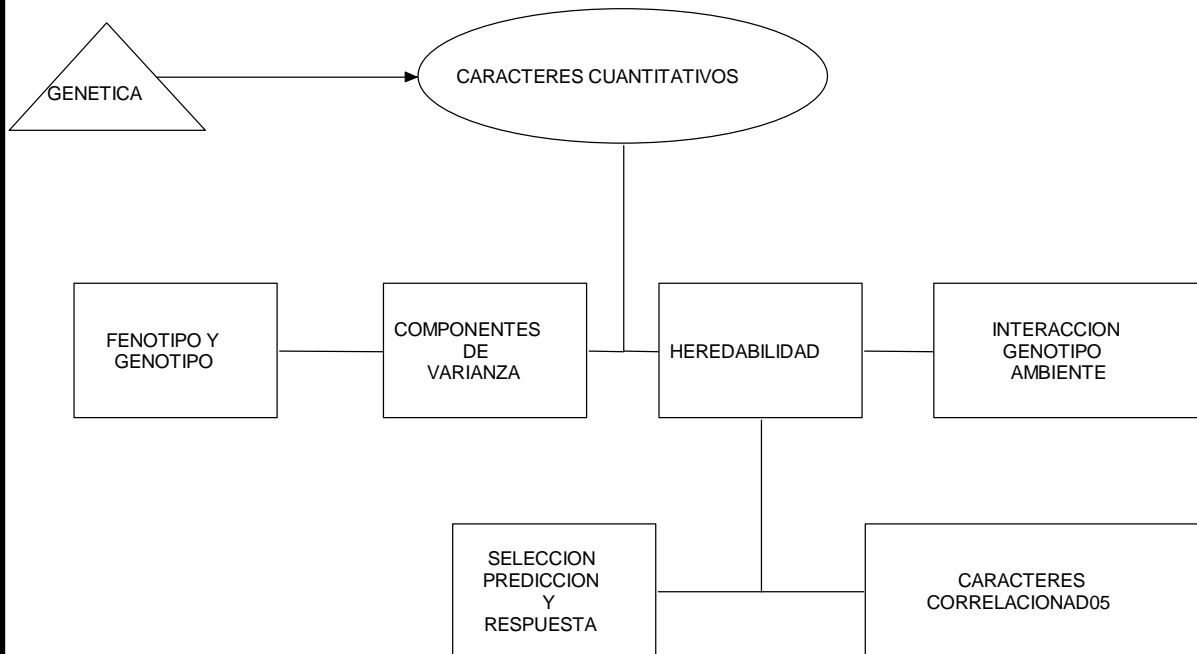 GENETICA
CARACTERES CUANTITATIVOS
FENOTIPO Y
GENOTIPO
COMPONENTES
DE
VARIANZA
HEREDABILIDAD
INTERACCION
GENOTIPO
AMBIENTE
SELECCION
PREDICCION
Y
RESPUESTA
CARACTERES
CORRELACIONAD05